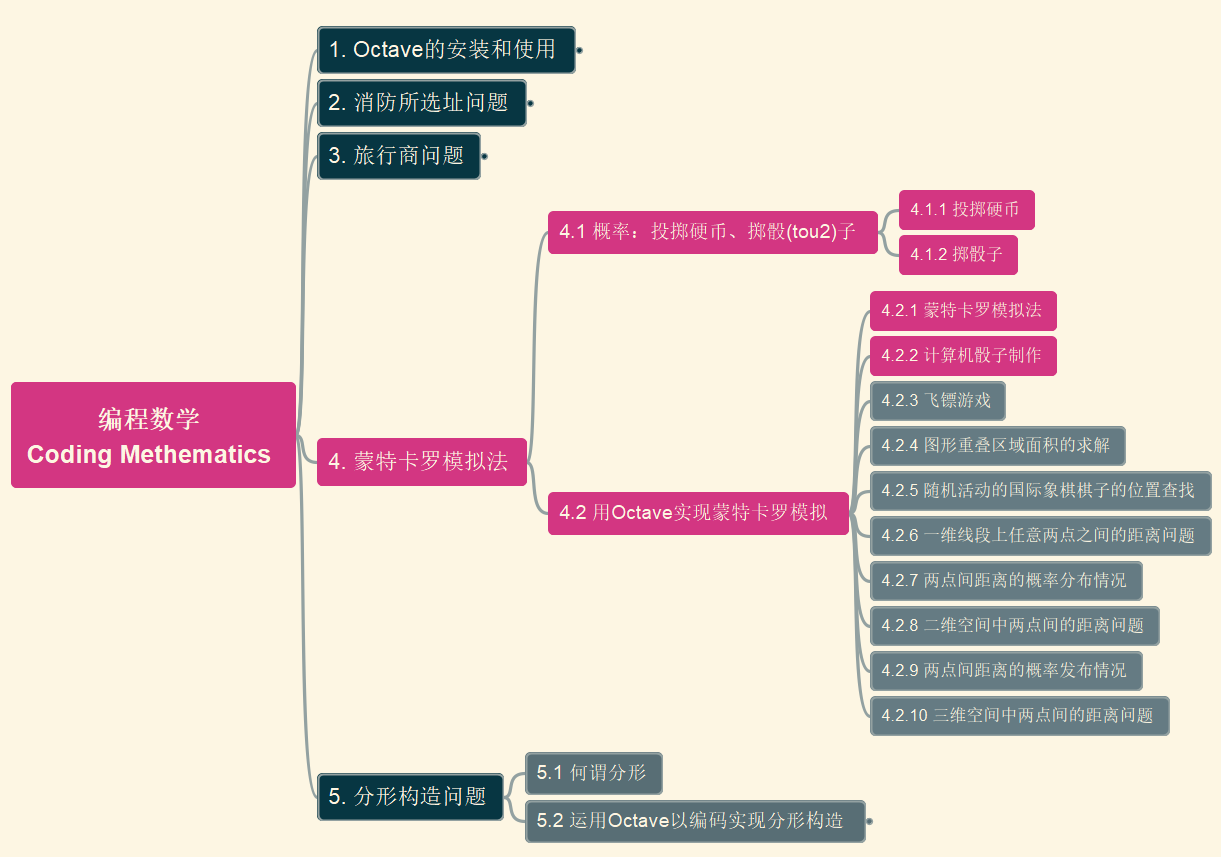 编程数学
Coding Methematics
1. Octave的安装和使用
2. 消防所选址问题
3. 旅行商问题
4. 蒙特卡罗模拟法
4.1 概率：投掷硬币、掷骰(tou2)子
4.1.1 投掷硬币
4.1.2 掷骰子
4.2 用Octave实现蒙特卡罗模拟
4.2.1 蒙特卡罗模拟法
4.2.2 计算机骰子制作
4.2.3 飞镖游戏
4.2.4 图形重叠区域面积的求解
4.2.5 随机活动的国际象棋棋子的位置查找
4.2.6 一维线段上任意两点之间的距离问题
4.2.7 两点间距离的概率分布情况
4.2.8 二维空间中两点间的距离问题
4.2.9 两点间距离的概率发布情况
4.2.10 三维空间中两点间的距离问题
5. 分形构造问题
5.1 何谓分形
5.2 运用Octave以编码实现分形构造